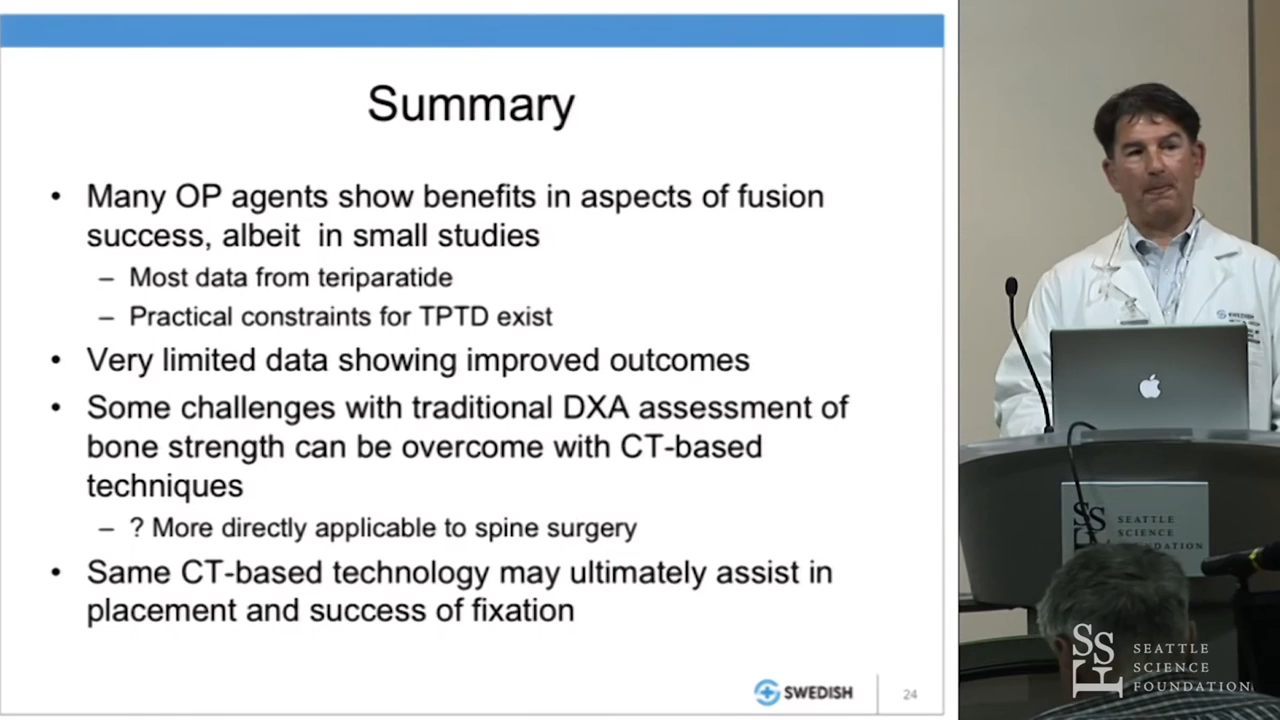 Summary
• Many OP agents show benefits in aspects of fusion
success, albeit in small studies
– Most data from teriparatide
– Practical constraints for TPTD exist
• Very limited data showing improved outcomes
• Some challenges with traditional DXA assessment of
bone strength can be overcome with CT-based
techniques
– ? More directly applicable to spine surgery
• Same CT-based technology may ultimately assist in
placement and success of fixation
SWEDISH
24
SWEDISH
SEATTLE
SCIENCE
FOUNDATION
SEATTLE
SCIENCE
FOUNDATION